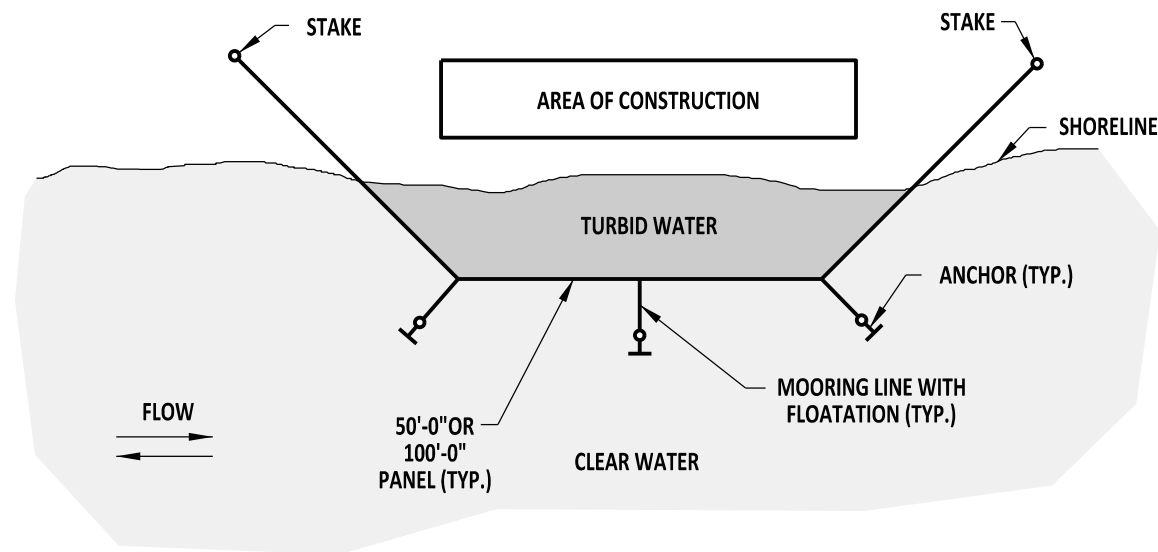 STAKE
STAKE
AREA OF CONSTRUCTION
SHORELINE
TURBID WATER
ANCHOR (TYP.)
MOORING LINE WITH
FLOATATION (TYP.)
FLOW
50'-0"OR
100'-0"
PANEL (TYP.)
CLEAR WATER